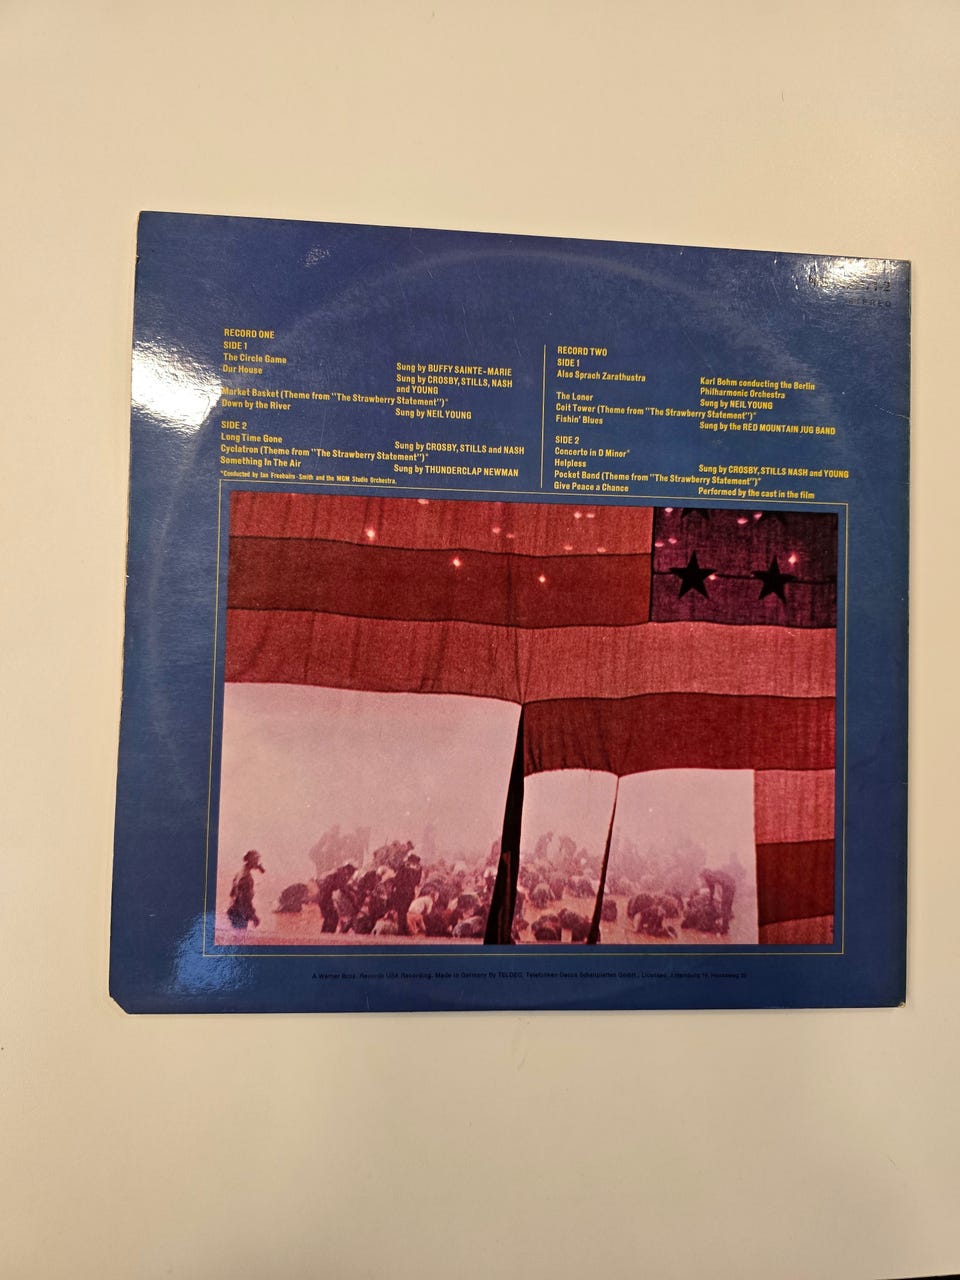 STEREO
RECORD ONE
SIDE 1
The Circle Game Sung by BUFFY SAINTE-MARIE
Our House Sung by CROSBY, STILLS, NASH
and YOUNG
Market Basket (Theme from "The Strawberry Statement")*
Down by the River Sung by NEIL YOUNG
SIDE 2
Long Time Gone Sung by CROSBY, STILLS and NASH
Cyclatron (Theme from "The Strawberry Statement")*
Something In The Air Sung by THUNDERCLAP NEWMAN
*Conducted by Ian Freebairn-Smith and the MGM Studio Orchestra.
RECORD TWO
SIDE 1
Also Sprach Zarathustra Karl Bohm conducting the Berlin
Philharmonic Orchestra
The Loner Sung by NEIL YOUNG
Coit Tower (Theme from "The Strawberry Statement")*
Fishin' Blues Sung by the RED MOUNTAIN JUG BAND
SIDE 2
Concerto in D Minor*
Helpless Sung by CROSBY, STILLS NASH and YOUNG
Pocket Band (Theme from "The Strawberry Statement")*
Give Peace a Chance Performed by the cast in the film
A Warner Bros. Records USA Recording. Made in Germany by TELDEC, Telefunken-Decca Schallplatten GmbH.